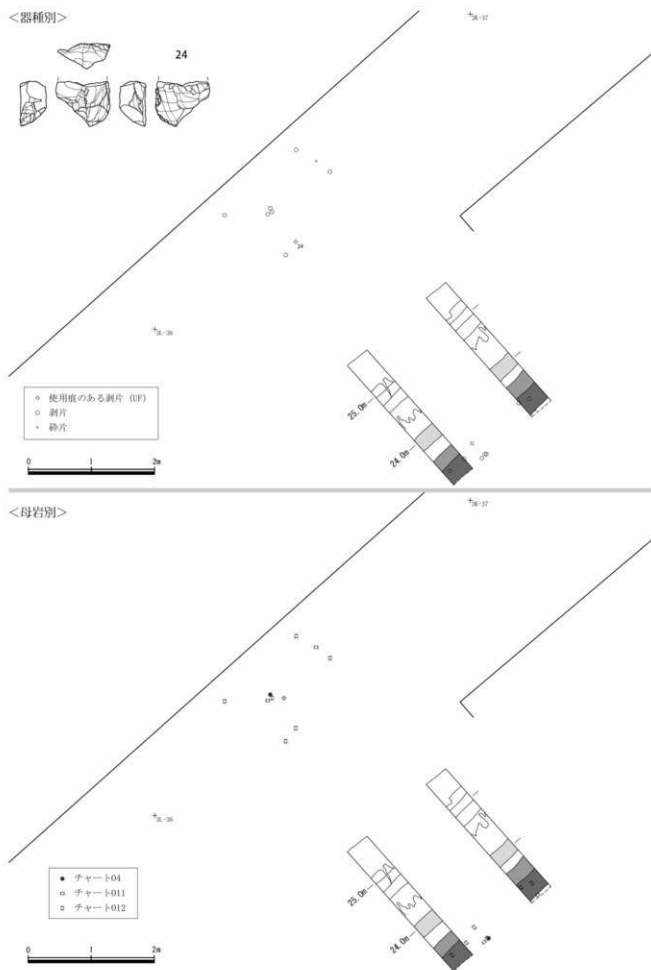 <器種別>
24
3K-37
24
3L-38
25.0m
24.0m
使用痕のある剥片 (UF)
剥片
砕片
0 1 2m
<母岩別>
3K-37
3L-38
25.0m
24.0m
チャート04
チャート011
チャート012
0 1 2m